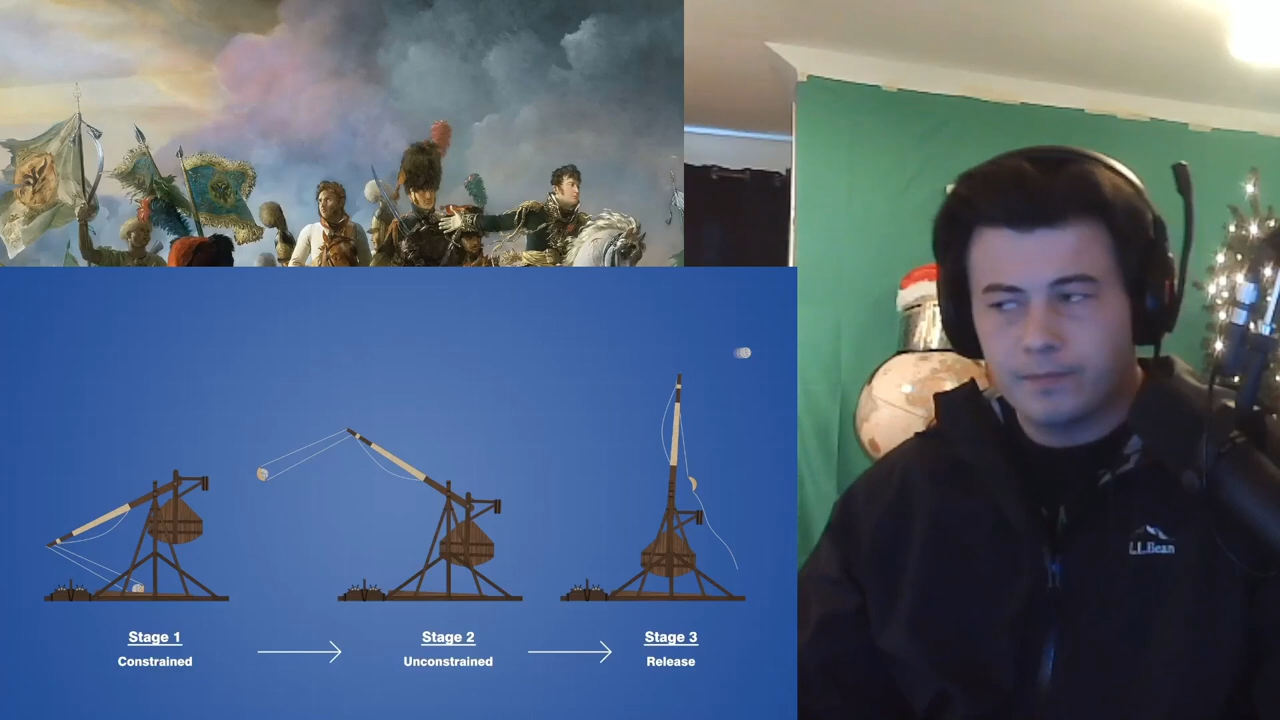 Stage 1
Constrained
Stage 2
Unconstrained
Stage 3
Release
L.L.Bean